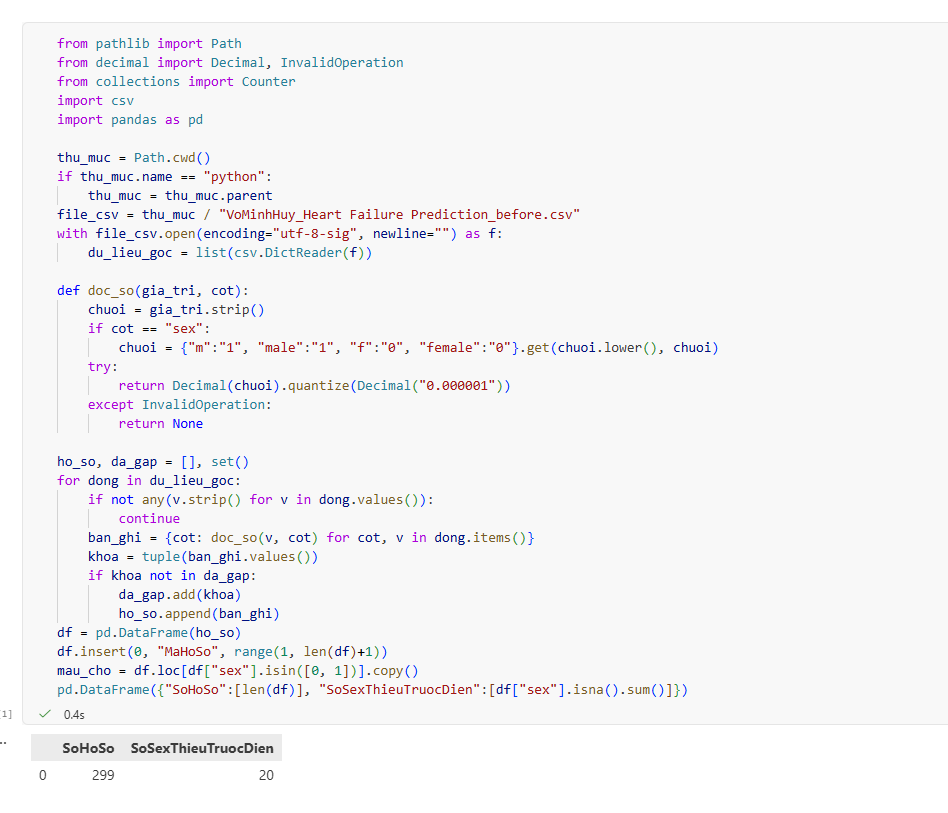 from pathlib import Path
from decimal import Decimal, InvalidOperation
from collections import Counter
import csv
import pandas as pd

thu_muc = Path.cwd()
if thu_muc.name == "python":
    thu_muc = thu_muc.parent
file_csv = thu_muc / "VoMinhHuy_Heart Failure Prediction_before.csv"
with file_csv.open(encoding="utf-8-sig", newline="") as f:
    du_lieu_goc = list(csv.DictReader(f))

def doc_so(gia_tri, cot):
    chuoi = gia_tri.strip()
    if cot == "sex":
        chuoi = {"m":"1", "male":"1", "f":"0", "female":"0"}.get(chuoi.lower(), chuoi)
    try:
        return Decimal(chuoi).quantize(Decimal("0.000001"))
    except InvalidOperation:
        return None

ho_so, da_gap = [], set()
for dong in du_lieu_goc:
    if not any(v.strip() for v in dong.values()):
        continue
    ban_ghi = {cot: doc_so(v, cot) for cot, v in dong.items()}
    khoa = tuple(ban_ghi.values())
    if khoa not in da_gap:
        da_gap.add(khoa)
        ho_so.append(ban_ghi)
df = pd.DataFrame(ho_so)
df.insert(0, "MaHoSo", range(1, len(df)+1))
mau_cho = df.loc[df["sex"].isin([0, 1])].copy()
pd.DataFrame({"SoHoSo":[len(df)], "SoSexThieuTruocDien":[df["sex"].isna().sum()]})
1] ✓ 0.4s
..
SoHoSo SoSexThieuTruocDien
0 299 20